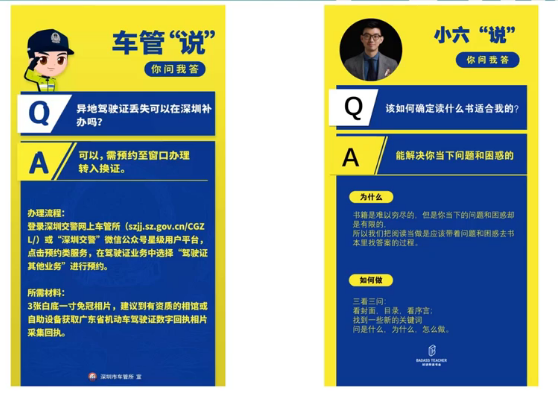 车管“说”
你问我答
Q
异地驾驶证丢失可以在深圳补
办吗?
A
可以,需预约至窗口办理
转入换证。
办理流程:
登录深圳交警网上车管所(szjj.sz.gov.cn/CGZ
L/)或“深圳交警”微信公众号星级用户平台,
点击预约类服务,在驾驶证业务中选择“驾驶证
其他业务”进行预约。
所需材料:
3张白底一寸免冠相片,建议到有资质的相馆或
自助设备获取广东省机动车驾驶证数字回执相片
采集回执。
深圳市车管所 宣
小六“说”
你问我答
Q
该如何确定读什么书适合我的?
A
能解决你当下问题和困惑的
为什么
书籍是难以穷尽的,但是你当下的问题和困惑却
是有限的,
所以我们把阅读当做是应该带着问题和困惑去书
本里找答案的过程。
如何做
三看三问:
看封面,目录,看序言;
找到一些新的关键词
问是什么,为什么,怎么做。